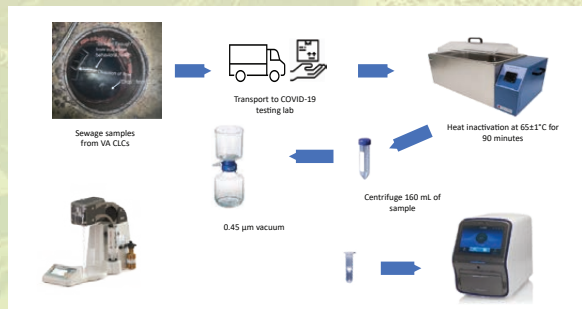 Sewage samples
from VA CLCs
Transport to COVID-19
testing lab
Heat inactivation at 65±1°C for
90 minutes
Centrifuge 160 mL of
sample
0.45 µm vacuum